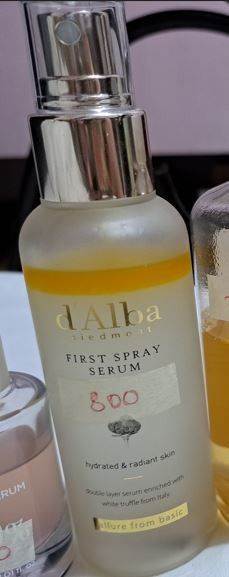 d'Alba
piedmont
FIRST SPRAY
SERUM
800
hydrated & radiant skin
double layer serum enriched with
white truffle from Italy
allure from basic
ERUM